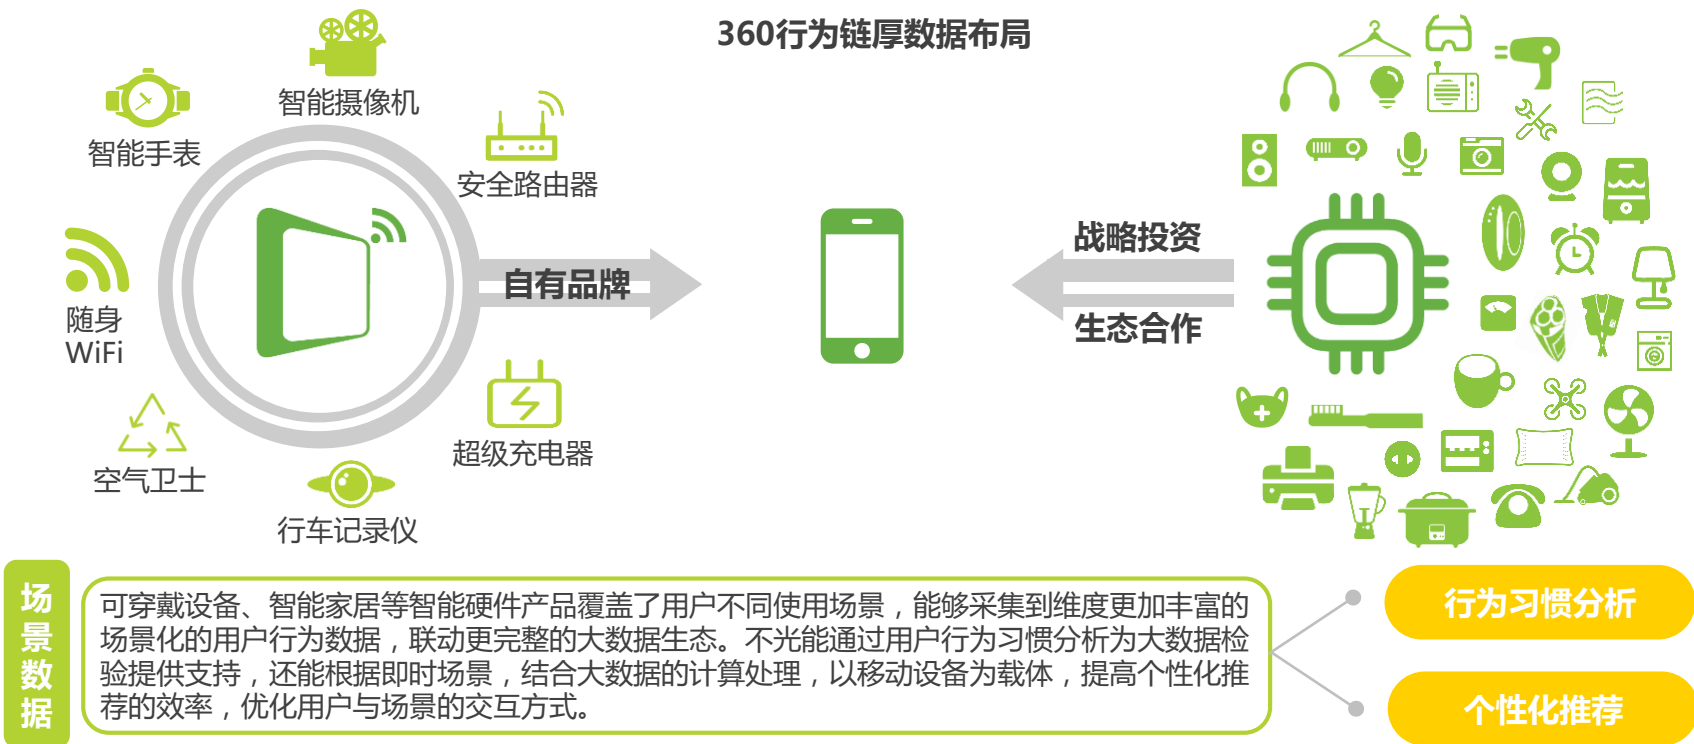 360行为链厚数据布局
智能摄像机
智能手表
安全路由器
随身
WiFi
自有品牌
战略投资
生态合作
超级充电器
空气卫士
行车记录仪
场景数据
可穿戴设备、智能家居等智能硬件产品覆盖了用户不同使用场景，能够采集到维度更加丰富的
场景化的用户行为数据，联动更完整的大数据生态。不光能通过用户行为习惯分析为大数据检
验提供支持，还能根据即时场景，结合大数据的计算处理，以移动设备为载体，提高个性化推
荐的效率，优化用户与场景的交互方式。
行为习惯分析
个性化推荐